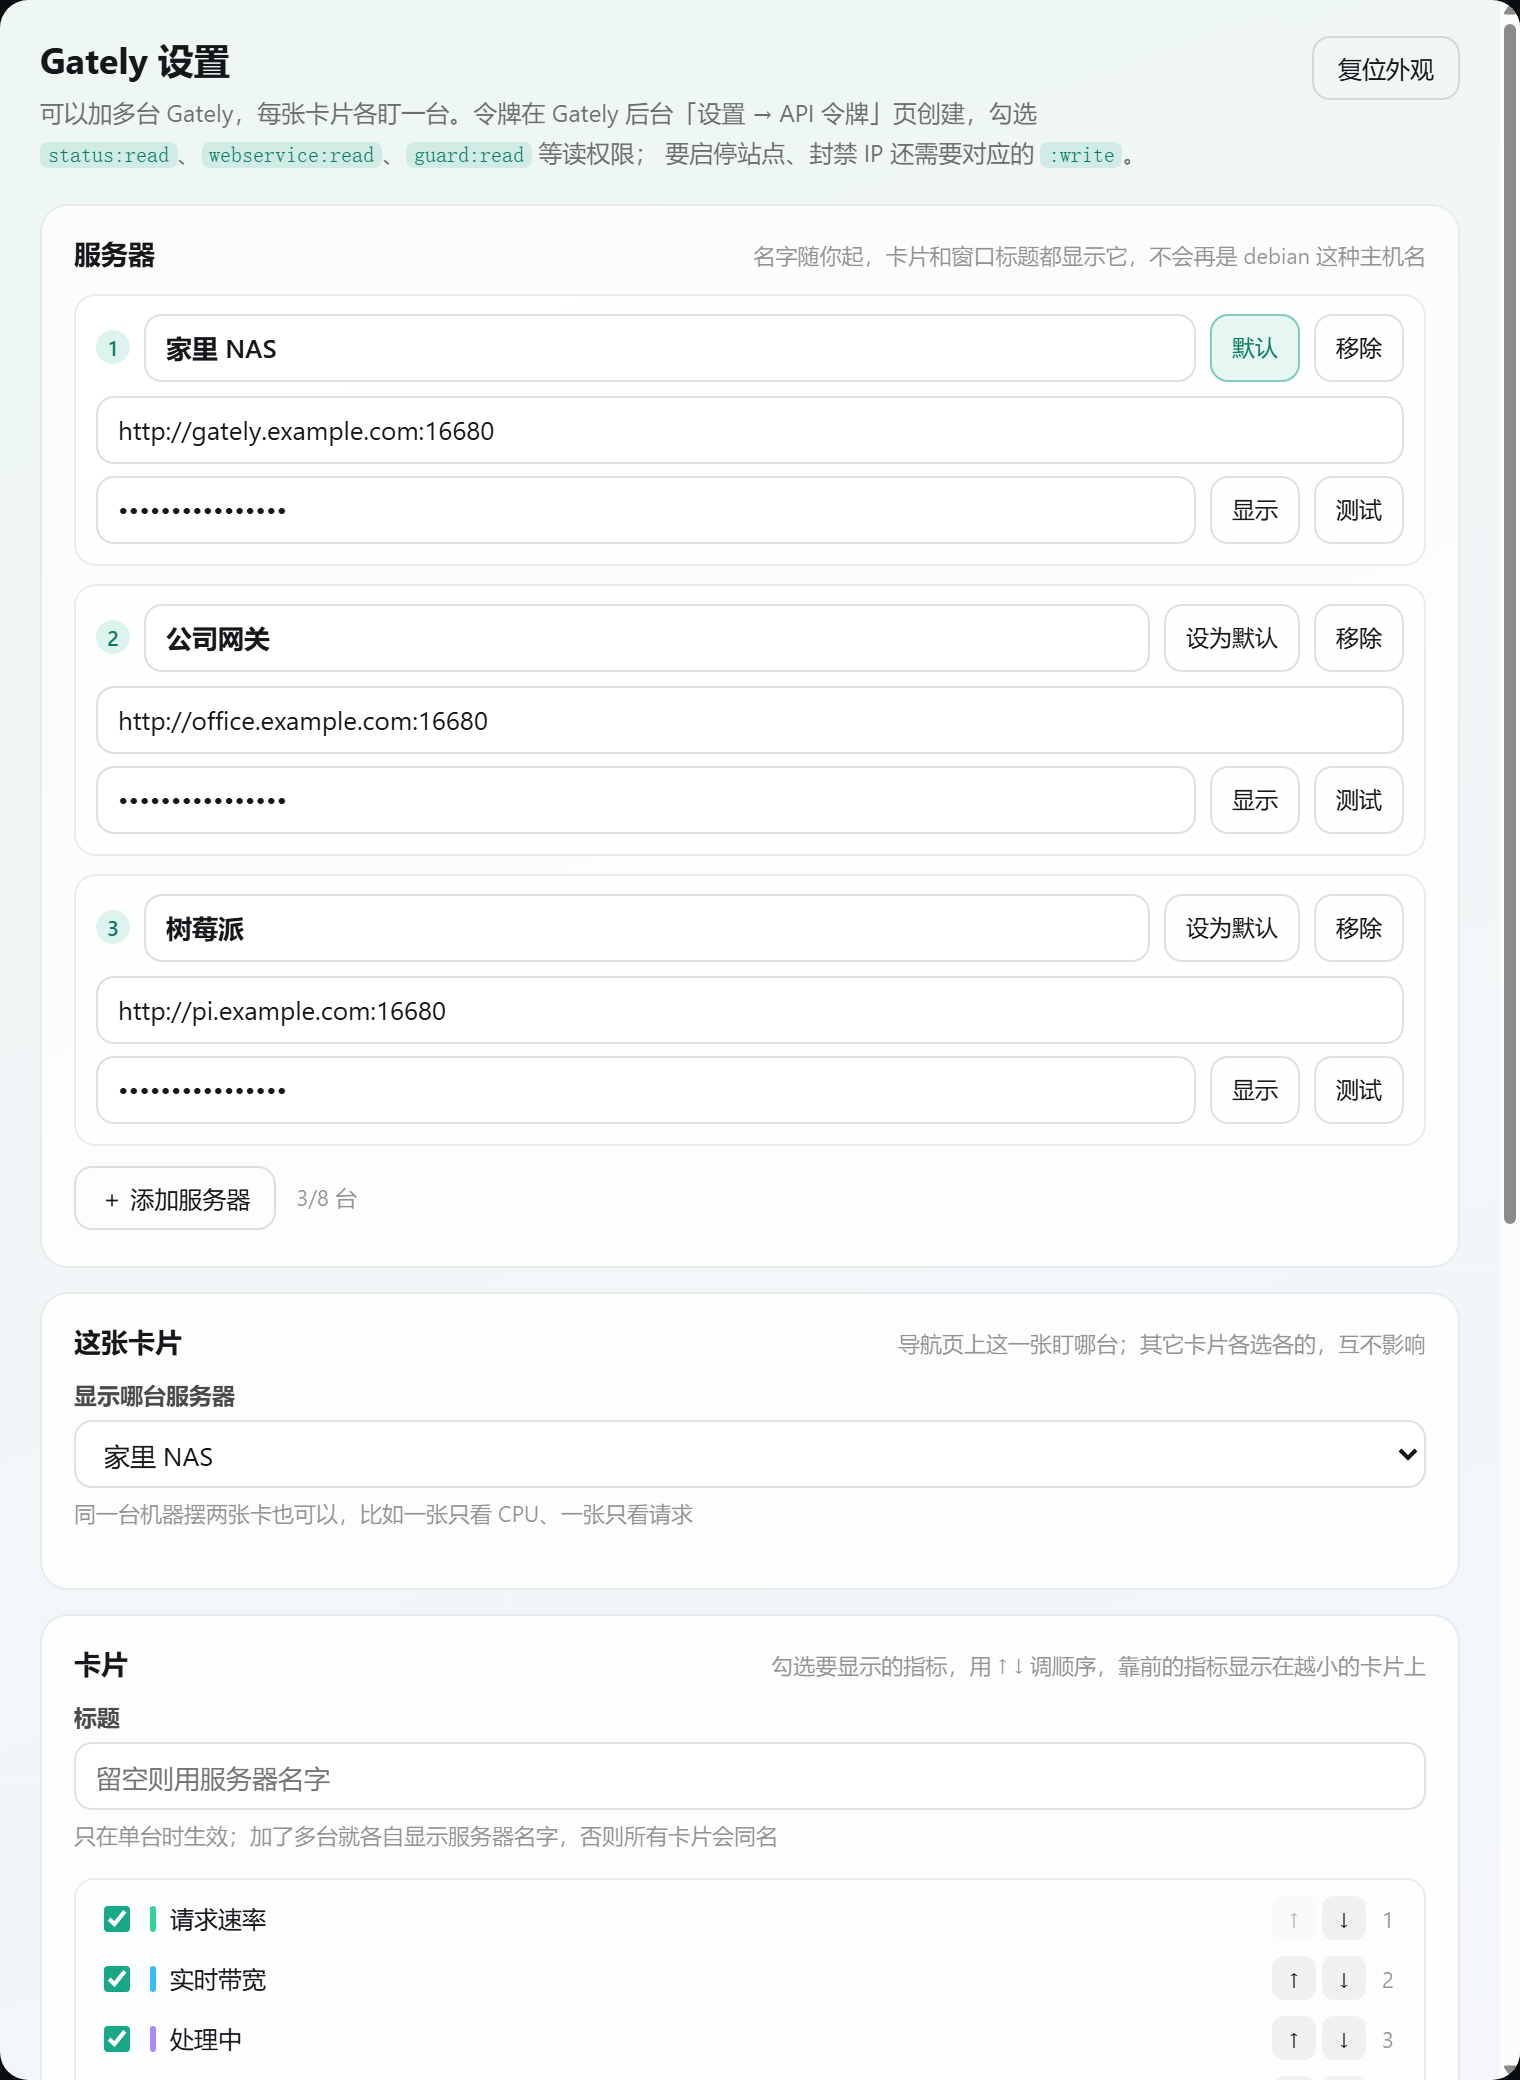 Gately 设置
复位外观
可以加多台 Gately，每张卡片各盯一台。令牌在 Gately 后台「设置 → API 令牌」页创建，勾选
status:read、webservice:read、guard:read 等读权限； 要启停站点、封禁 IP 还需要对应的 :write。
服务器
名字随你起，卡片和窗口标题都显示它，不会再是 debian 这种主机名
1 家里 NAS 默认 移除
http://gately.example.com:16680
•••••••••••••••• 显示 测试
2 公司网关 设为默认 移除
http://office.example.com:16680
•••••••••••••••• 显示 测试
3 树莓派 设为默认 移除
http://pi.example.com:16680
•••••••••••••••• 显示 测试
+ 添加服务器 3/8 台
这张卡片
导航页上这一张盯哪台；其它卡片各选各的，互不影响
显示哪台服务器
家里 NAS
同一台机器摆两张卡也可以，比如一张只看 CPU、一张只看请求
卡片
勾选要显示的指标，用 ↑ ↓ 调顺序，靠前的指标显示在越小的卡片上
标题
留空则用服务器名字
只在单台时生效；加了多台就各自显示服务器名字，否则所有卡片会同名
请求速率 ↑ ↓ 1
实时带宽 ↑ ↓ 2
处理中 ↑ ↓ 3